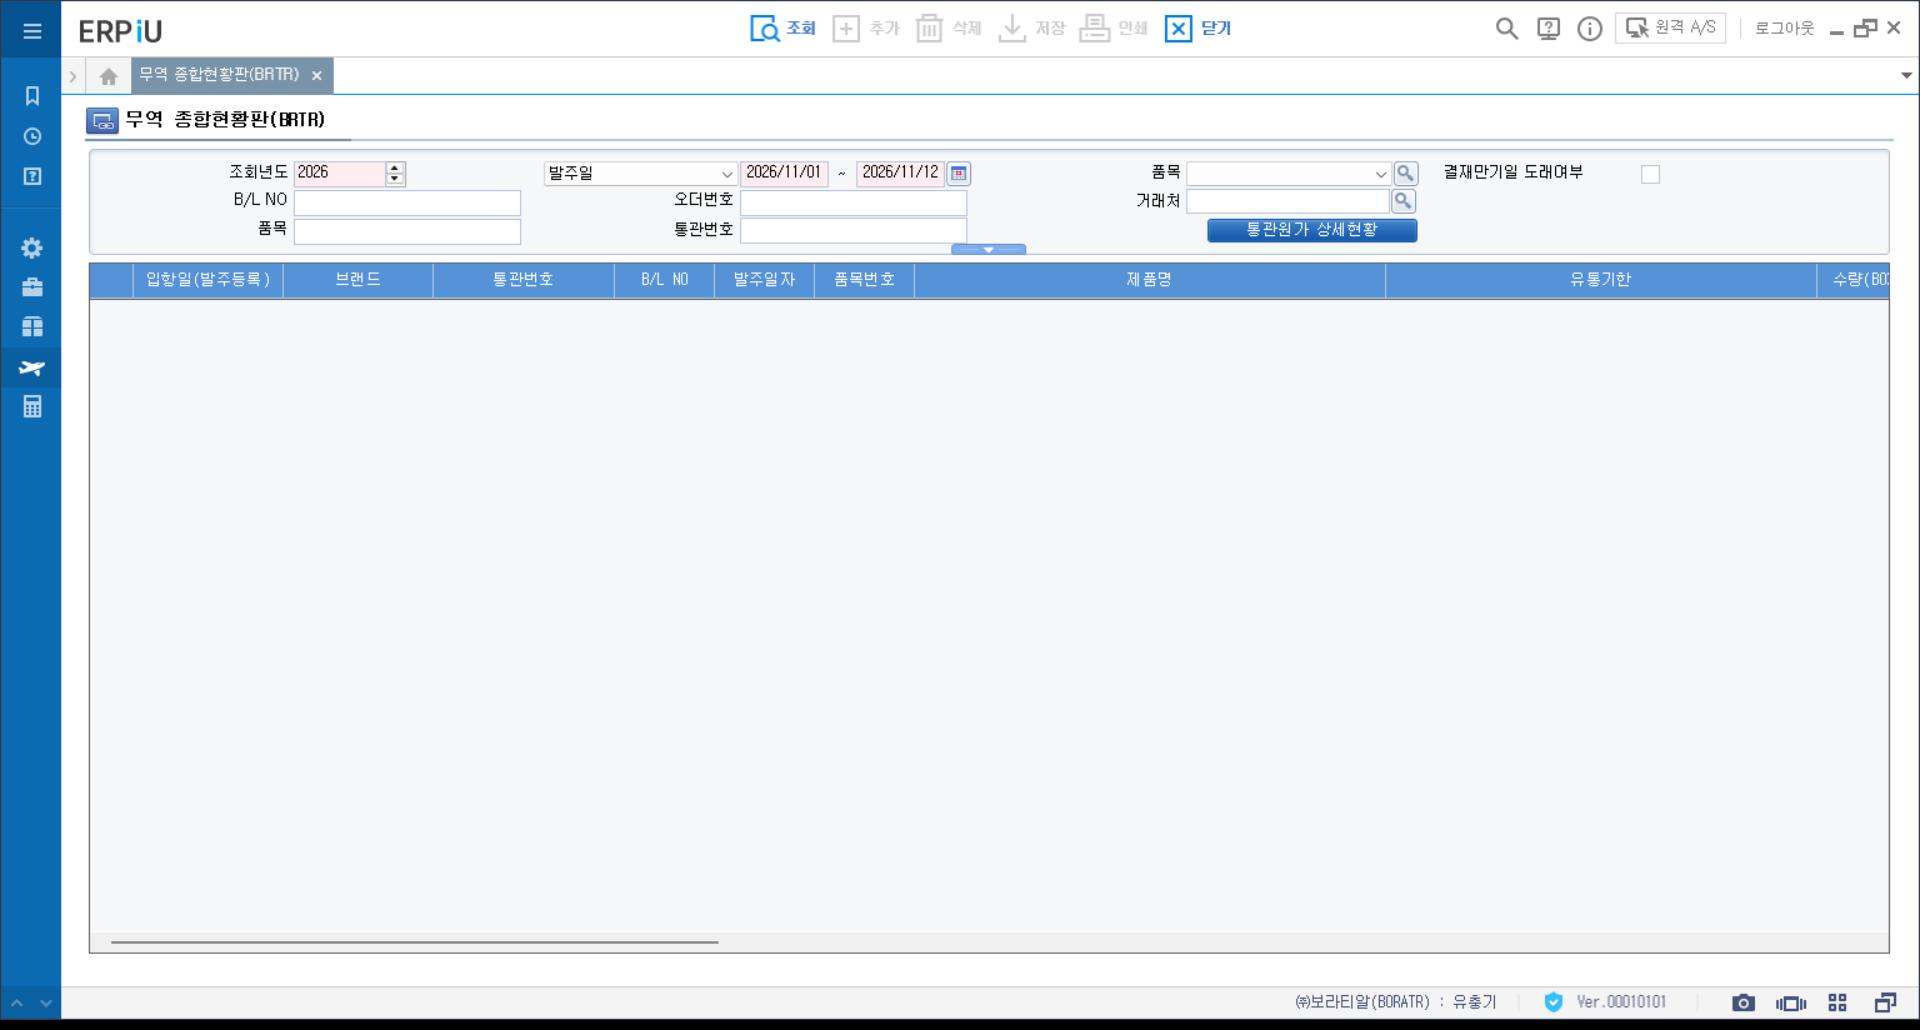 ERP iU
조회 추가 삭제 저장 인쇄 닫기
원격 A/S 로그아웃
무역 종합현황판(BRTR)
무역 종합현황판(BRTR)
조회년도 2026 발주일 2026/11/01 ~ 2026/11/12 품목 결재만기일 도래여부
B/L NO 오더번호 거래처
품목 통관번호 통관원가 상세현황
입항일(발주등록) 브랜드 통관번호 B/L NO 발주일자 품목번호 제품명 유통기한 수량(BO
㈜보라티알(BORATR) : 유충기 Ver.00010101